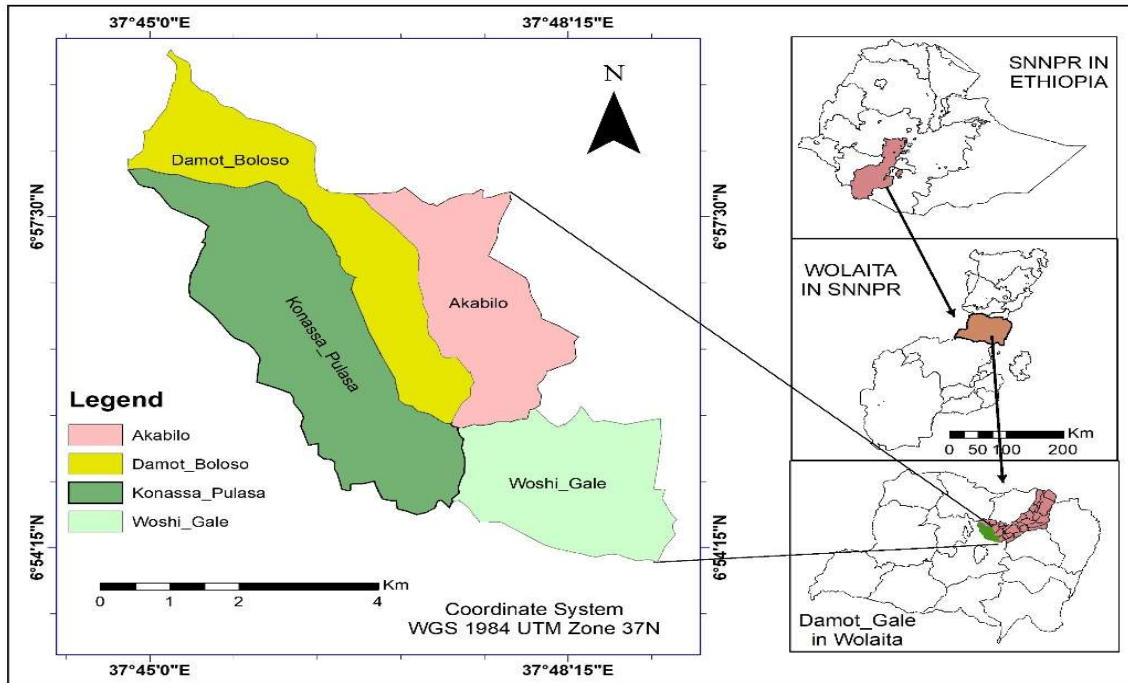 37°45'0"E
37°48'15"E
N
Damot_Boloso
6°57'30"N
6°57'30"N
Akabilo
Konassa_Pulasa
Legend
Akabilo
Damot_Boloso
Konassa_Pulasa
Woshi_Gale
Woshi_Gale
6°54'15"N
6°54'15"N
Km
0 1 2 4
Coordinate System
WGS 1984 UTM Zone 37N
37°45'0"E
37°48'15"E
SNNPR IN
ETHIOPIA
WOLAITA
IN SNNPR
Km
0 50 100 200
Damot_Gale
in Wolaita